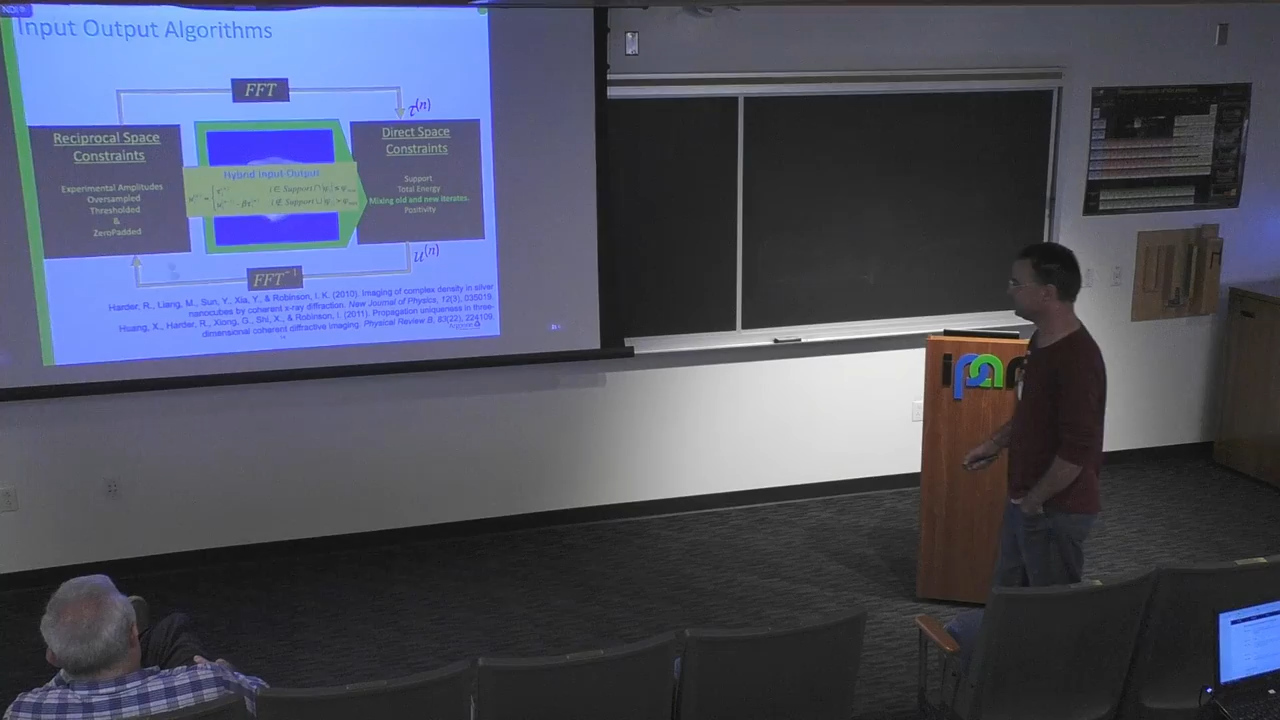 Input Output Algorithms
FFT
τ(n)
Reciprocal Space
Constraints
Experimental Amplitudes
Oversampled
Thresholded
&
ZeroPadded
Hybrid Input-Output
Direct Space
Constraints
Support
Total Energy
Mixing old and new iterates.
Positivity
u(n)
FFT⁻¹
Harder, R., Liang, M., Sun, Y., Xia, Y., & Robinson, I. K. (2010). Imaging of complex density in silver
nanocubes by coherent x-ray diffraction. New Journal of Physics, 12(3), 035019.
Huang, X., Harder, R., Xiong, G., Shi, X., & Robinson, I. (2011). Propagation uniqueness in three-
dimensional coherent diffractive imaging. Physical Review B, 83(22), 224109.
Argonne
ipam